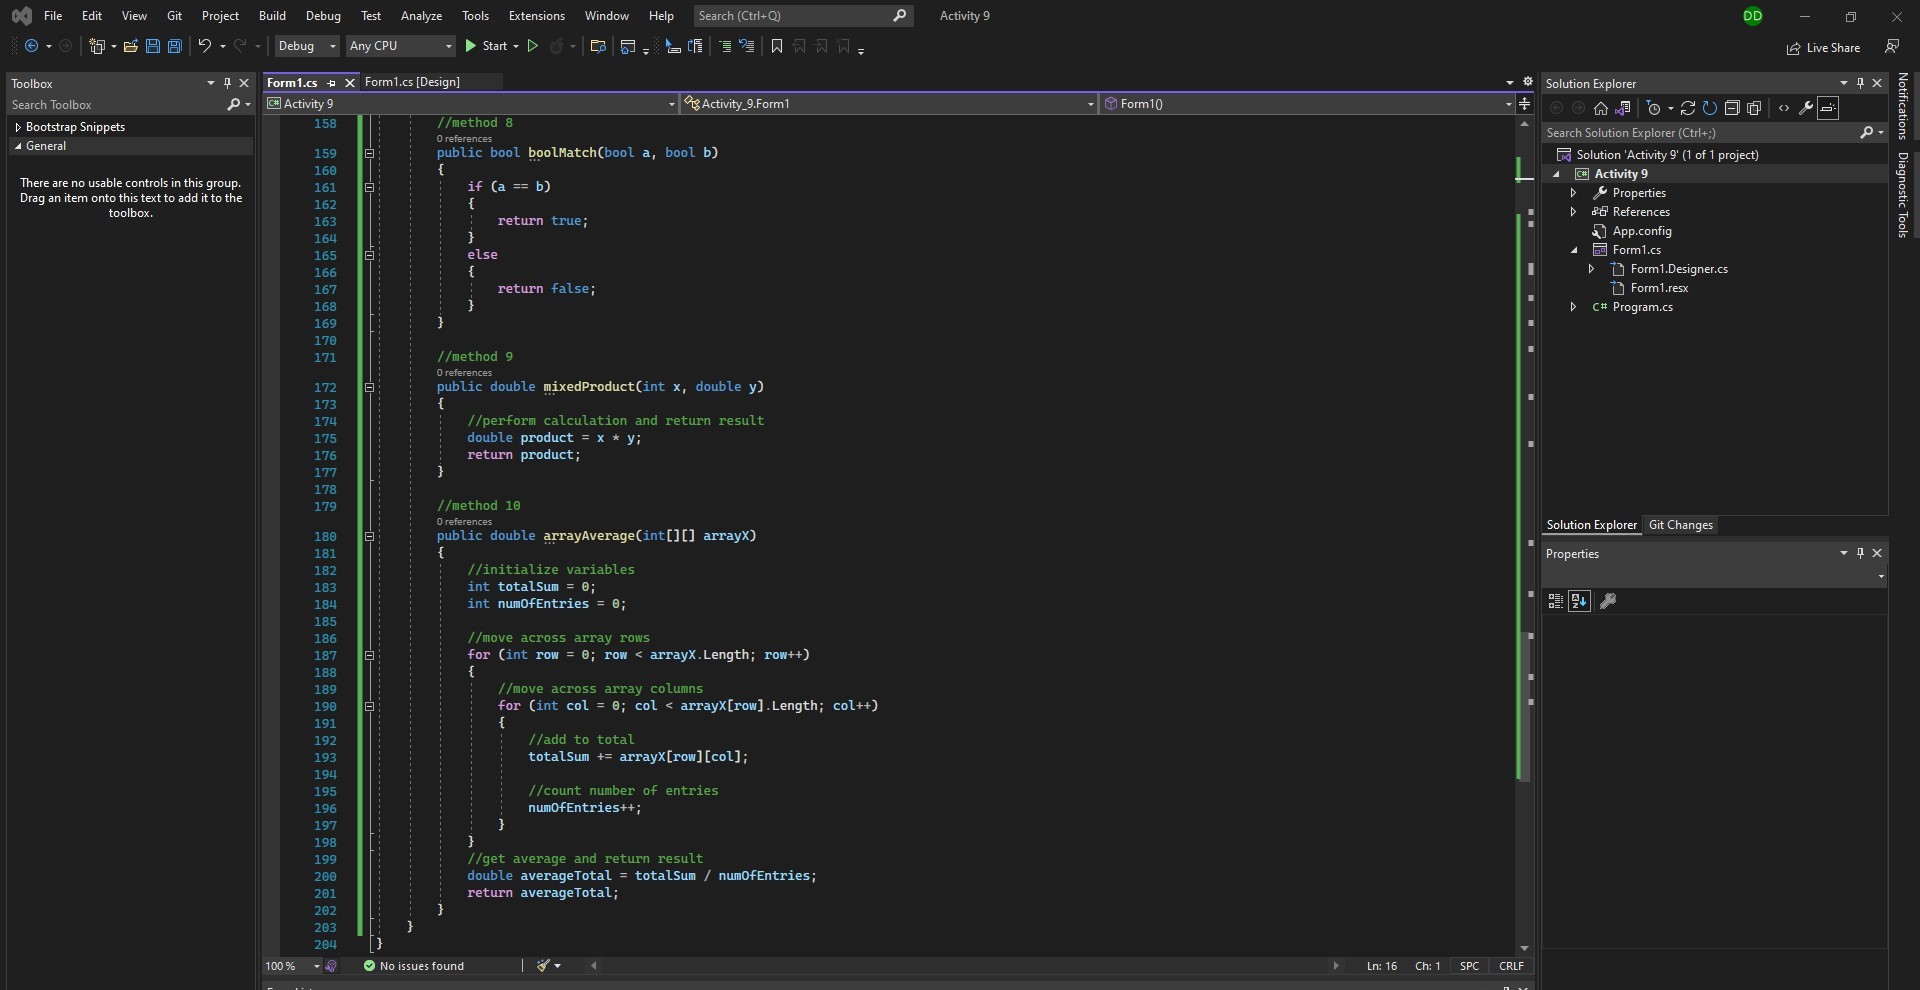 File Edit View Git Project Build Debug Test Analyze Tools Extensions Window Help Search (Ctrl+Q) Activity 9 DD
Debug Any CPU Start Live Share
Toolbox
Search Toolbox
Bootstrap Snippets
General
There are no usable controls in this group.
Drag an item onto this text to add it to the
toolbox.
Form1.cs Form1.cs [Design]
C# Activity 9 Activity_9.Form1 Form1()
158 //method 8
0 references
159 public bool boolMatch(bool a, bool b)
160 {
161 if (a == b)
162 {
163 return true;
164 }
165 else
166 {
167 return false;
168 }
169 }
170
171 //method 9
0 references
172 public double mixedProduct(int x, double y)
173 {
174 //perform calculation and return result
175 double product = x * y;
176 return product;
177 }
178
179 //method 10
0 references
180 public double arrayAverage(int[][] arrayX)
181 {
182 //initialize variables
183 int totalSum = 0;
184 int numOfEntries = 0;
185
186 //move across array rows
187 for (int row = 0; row < arrayX.Length; row++)
188 {
189 //move across array columns
190 for (int col = 0; col < arrayX[row].Length; col++)
191 {
192 //add to total
193 totalSum += arrayX[row][col];
194
195 //count number of entries
196 numOfEntries++;
197 }
198 }
199 //get average and return result
200 double averageTotal = totalSum / numOfEntries;
201 return averageTotal;
202 }
203 }
204 }
100 % No issues found Ln: 16 Ch: 1 SPC CRLF
Solution Explorer
Search Solution Explorer (Ctrl+;)
Solution 'Activity 9' (1 of 1 project)
C# Activity 9
Properties
References
App.config
Form1.cs
Form1.Designer.cs
Form1.resx
C# Program.cs
Solution Explorer Git Changes
Properties
Notifications
Diagnostic Tools